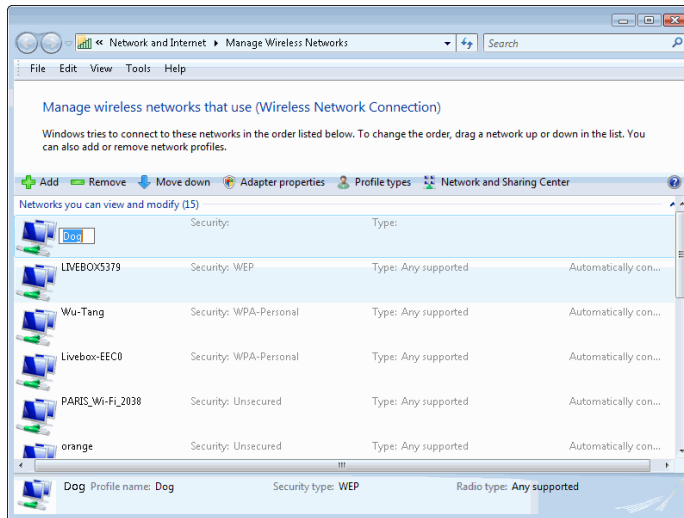 « Network and Internet Manage Wireless Networks Search
File Edit View Tools Help
Manage wireless networks that use (Wireless Network Connection)
Windows tries to connect to these networks in the order listed below. To change the order, drag a network up or down in the list. You
can also add or remove network profiles.
Add Remove Move down Adapter properties Profile types Network and Sharing Center
Networks you can view and modify (15)
Dog Security: Type:
LIVEBOX5379 Security: WEP Type: Any supported Automatically con...
Wu-Tang Security: WPA-Personal Type: Any supported Automatically con...
Livebox-EEC0 Security: WPA-Personal Type: Any supported Automatically con...
PARIS_Wi-Fi_2038 Security: Unsecured Type: Any supported Automatically con...
orange Security: Unsecured Type: Any supported Automatically con...
Dog Profile name: Dog Security type: WEP Radio type: Any supported